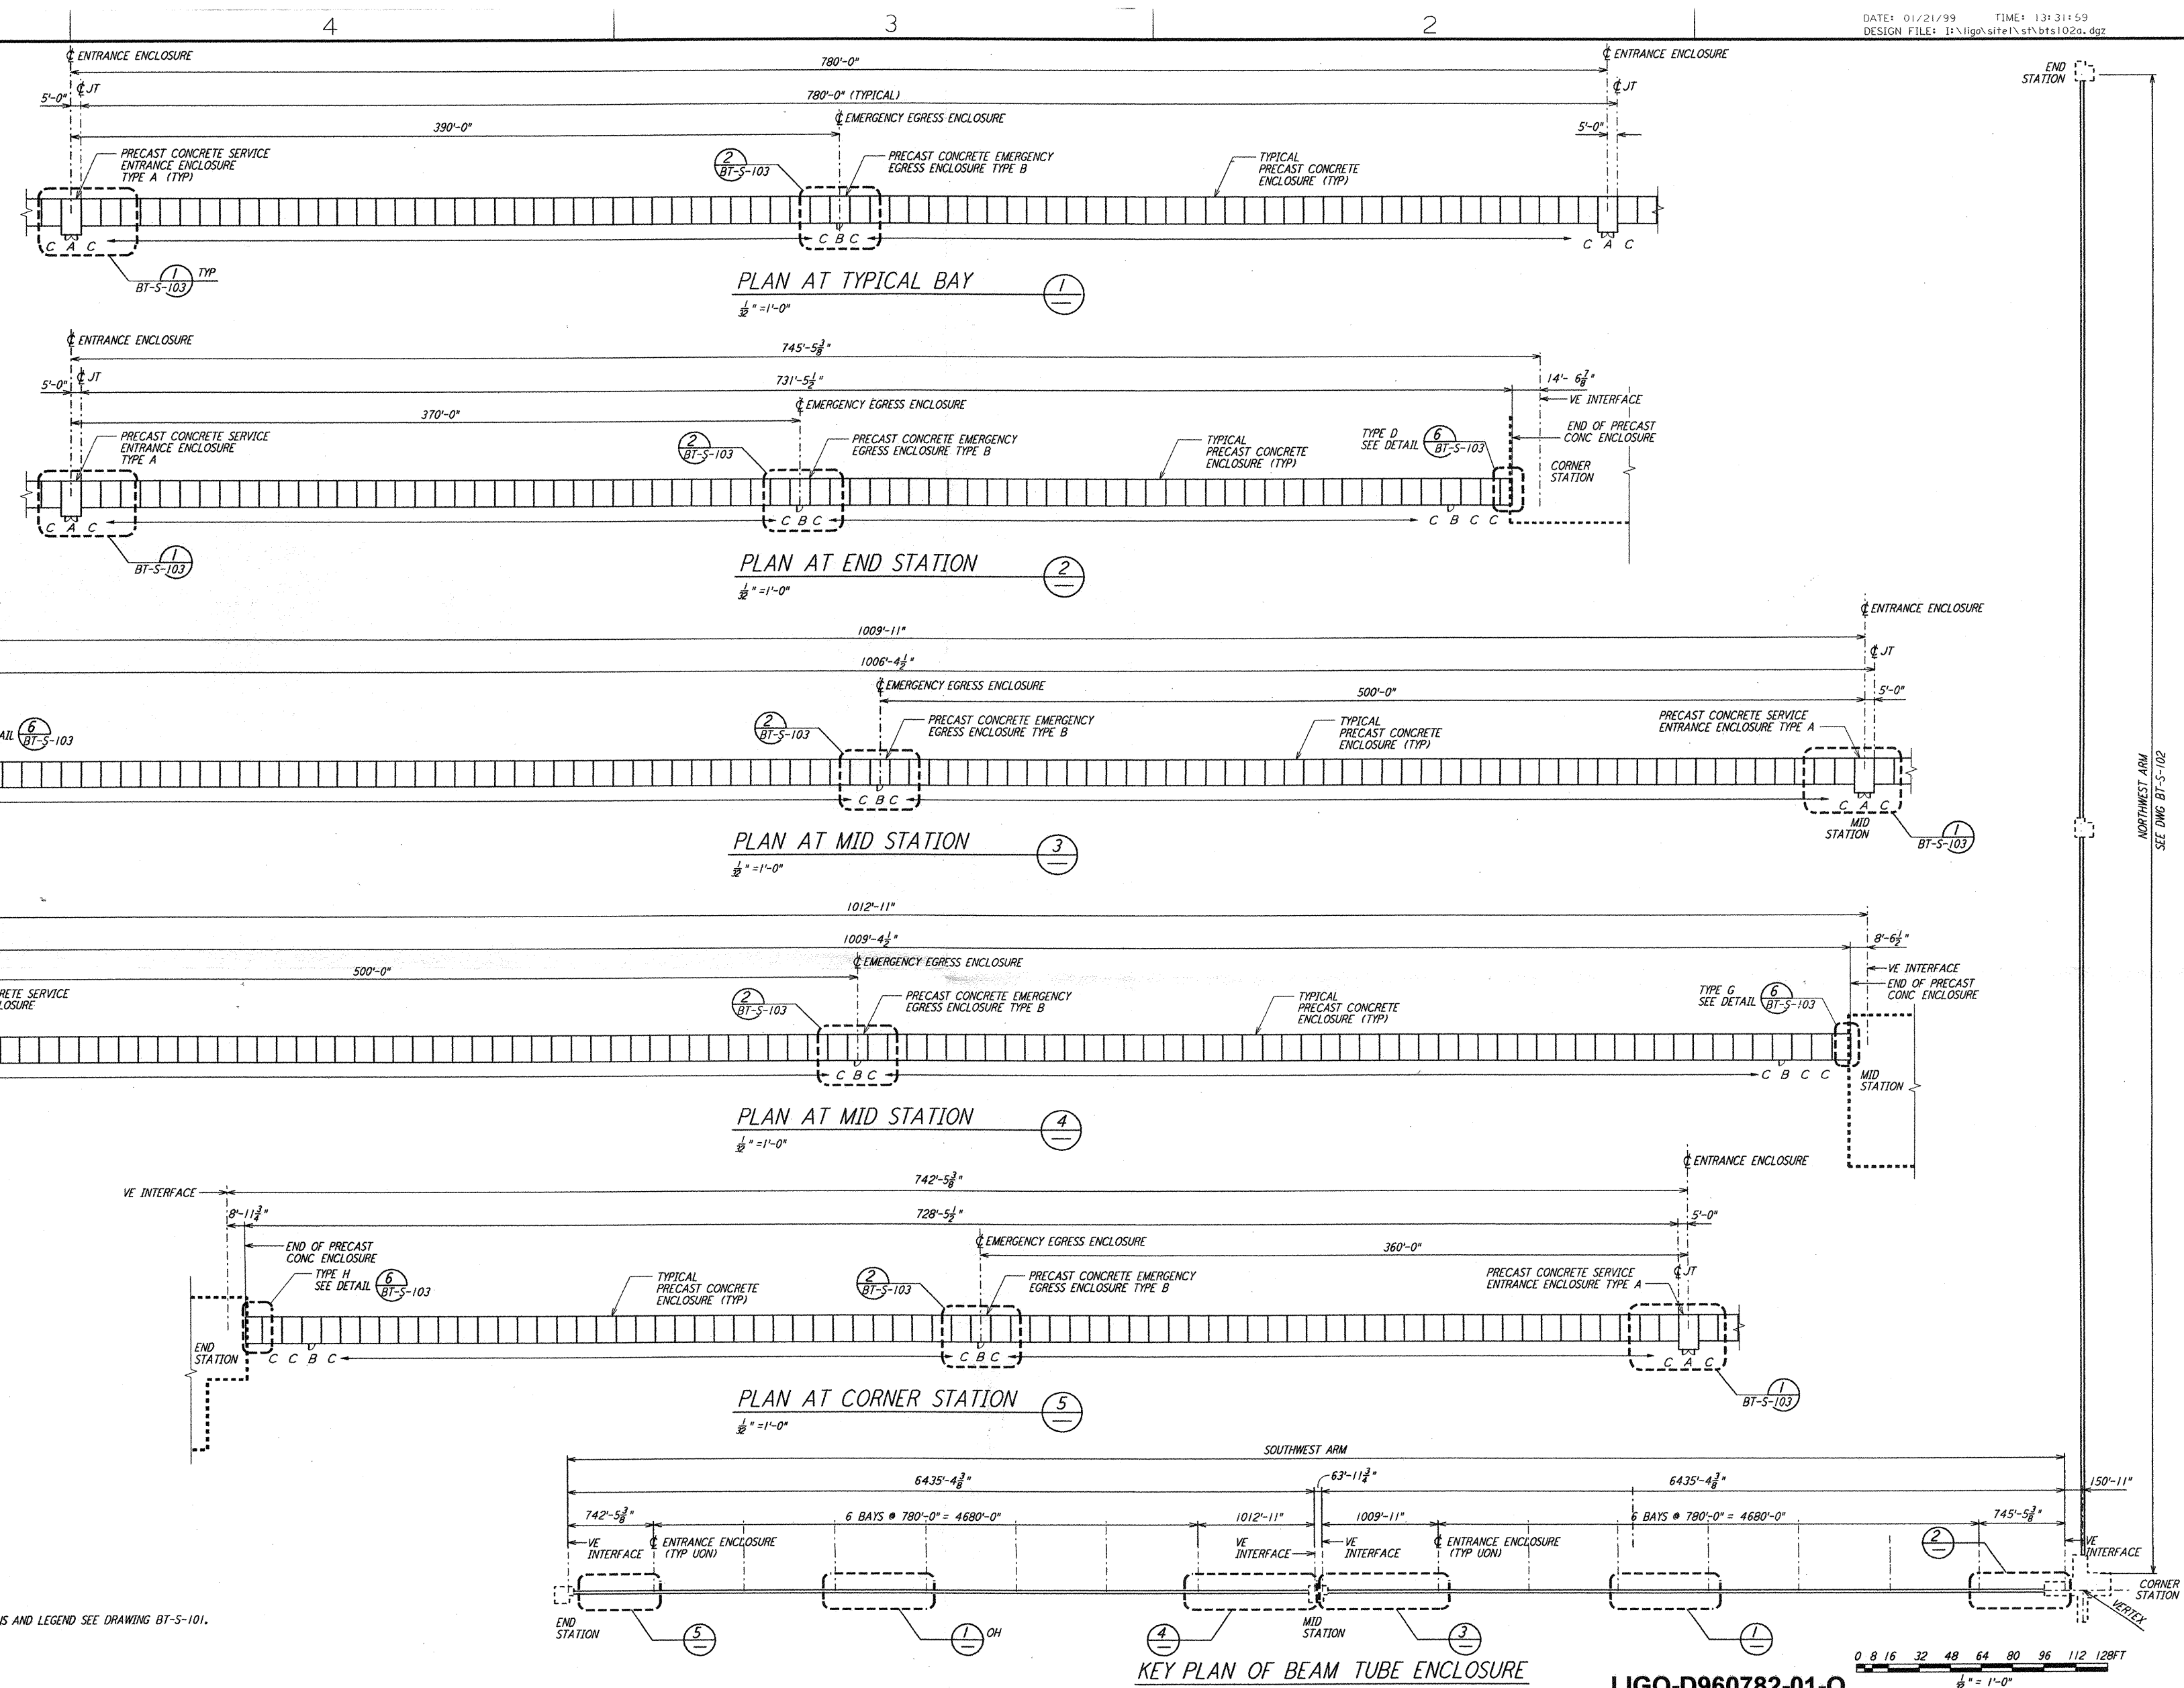 4
3
2
DATE: 01/21/99 TIME: 13:31:59
DESIGN FILE: I:\ligo\site1\st\bts102a.dgz
℄ ENTRANCE ENCLOSURE
780'-0"
℄ ENTRANCE ENCLOSURE
5'-0"
℄ JT
780'-0" (TYPICAL)
℄ JT
390'-0"
℄ EMERGENCY EGRESS ENCLOSURE
5'-0"
PRECAST CONCRETE SERVICE
ENTRANCE ENCLOSURE
TYPE A (TYP)
2
BT-S-103
PRECAST CONCRETE EMERGENCY
EGRESS ENCLOSURE TYPE B
TYPICAL
PRECAST CONCRETE
ENCLOSURE (TYP)
C A C
C B C
C A C
1
BT-S-103
TYP
PLAN AT TYPICAL BAY
1
1/32" =1'-0"
℄ ENTRANCE ENCLOSURE
745'-5 3/8"
5'-0"
℄ JT
731'-5 1/2"
14'- 6 7/8"
VE INTERFACE
370'-0"
℄ EMERGENCY EGRESS ENCLOSURE
PRECAST CONCRETE SERVICE
ENTRANCE ENCLOSURE
TYPE A
2
BT-S-103
PRECAST CONCRETE EMERGENCY
EGRESS ENCLOSURE TYPE B
TYPICAL
PRECAST CONCRETE
ENCLOSURE (TYP)
TYPE D
SEE DETAIL
6
BT-S-103
END OF PRECAST
CONC ENCLOSURE
CORNER
STATION
C A C
C B C
C B C C
1
BT-S-103
PLAN AT END STATION
2
1/32" =1'-0"
℄ ENTRANCE ENCLOSURE
1009'-11"
1006'-4 1/2"
℄ JT
℄ EMERGENCY EGRESS ENCLOSURE
500'-0"
5'-0"
AIL
6
BT-S-103
2
BT-S-103
PRECAST CONCRETE EMERGENCY
EGRESS ENCLOSURE TYPE B
TYPICAL
PRECAST CONCRETE
ENCLOSURE (TYP)
PRECAST CONCRETE SERVICE
ENTRANCE ENCLOSURE TYPE A
C B C
C A C
MID
STATION
1
BT-S-103
PLAN AT MID STATION
3
1/32" =1'-0"
1012'-11"
1009'-4 1/2"
8'-6 1/2"
500'-0"
℄ EMERGENCY EGRESS ENCLOSURE
VE INTERFACE
END OF PRECAST
CONC ENCLOSURE
RETE SERVICE
LOSURE
2
BT-S-103
PRECAST CONCRETE EMERGENCY
EGRESS ENCLOSURE TYPE B
TYPICAL
PRECAST CONCRETE
ENCLOSURE (TYP)
TYPE G
SEE DETAIL
6
BT-S-103
C B C
C B C C
MID
STATION
PLAN AT MID STATION
4
1/32" =1'-0"
℄ ENTRANCE ENCLOSURE
VE INTERFACE
742'-5 3/8"
8'-11 3/4"
728'-5 1/2"
5'-0"
END OF PRECAST
CONC ENCLOSURE
℄ EMERGENCY EGRESS ENCLOSURE
360'-0"
TYPE H
SEE DETAIL
6
BT-S-103
TYPICAL
PRECAST CONCRETE
ENCLOSURE (TYP)
2
BT-S-103
PRECAST CONCRETE EMERGENCY
EGRESS ENCLOSURE TYPE B
PRECAST CONCRETE SERVICE
ENTRANCE ENCLOSURE TYPE A
℄ JT
END
STATION
C C B C
C B C
C A C
1
BT-S-103
PLAN AT CORNER STATION
5
1/32" =1'-0"
END
STATION
NORTHWEST ARM
SEE DWG BT-S-102
SOUTHWEST ARM
6435'-4 3/8"
63'-11 3/4"
6435'-4 3/8"
150'-11"
742'-5 3/8"
6 BAYS @ 780'-0" = 4680'-0"
1012'-11"
1009'-11"
6 BAYS @ 780'-0" = 4680'-0"
745'-5 3/8"
VE
INTERFACE
℄ ENTRANCE ENCLOSURE
(TYP UON)
VE
INTERFACE
VE
INTERFACE
℄ ENTRANCE ENCLOSURE
(TYP UON)
2
VE
INTERFACE
CORNER
STATION
VERTEX
END
STATION
5
1
OH
4
MID
STATION
3
1
NS AND LEGEND SEE DRAWING BT-S-101.
KEY PLAN OF BEAM TUBE ENCLOSURE
0 8 16 32 48 64 80 96 112 128FT
1/32" = 1'-0"
LIGO-D960782-01-O